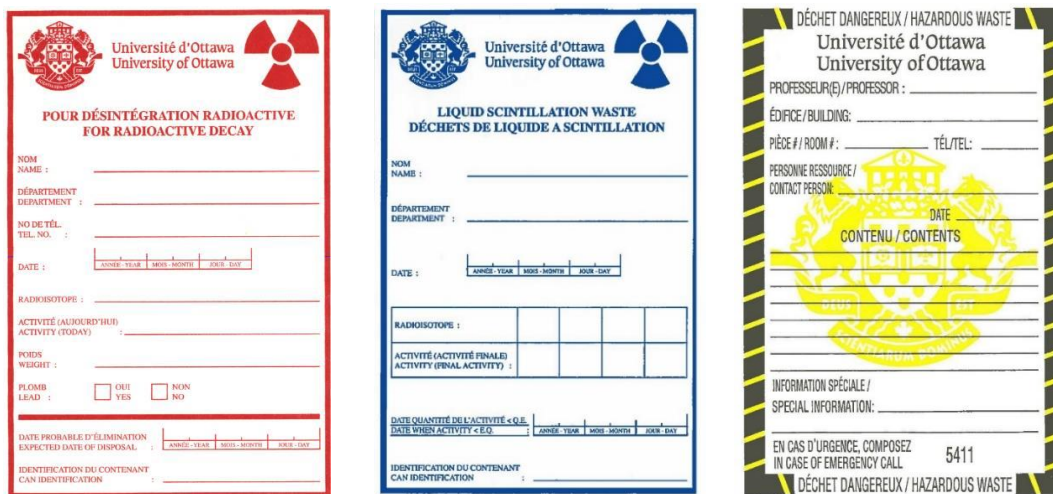 Université d'Ottawa
University of Ottawa
POUR DÉSINTÉGRATION RADIOACTIVE
FOR RADIOACTIVE DECAY
NOM
NAME :
DÉPARTEMENT
DEPARTMENT :
NO DE TÉL.
TEL. NO. :
DATE :
ANNÉE - YEAR MOIS - MONTH JOUR - DAY
RADIOISOTOPE :
ACTIVITÉ (AUJOURD'HUI)
ACTIVITY (TODAY) :
POIDS
WEIGHT :
PLOMB OUI NON
LEAD : YES NO
DATE PROBABLE D'ÉLIMINATION
EXPECTED DATE OF DISPOSAL :
ANNÉE - YEAR MOIS - MONTH JOUR - DAY
IDENTIFICATION DU CONTENANT
CAN IDENTIFICATION :
Université d'Ottawa
University of Ottawa
LIQUID SCINTILLATION WASTE
DÉCHETS DE LIQUIDE A SCINTILLATION
NOM
NAME :
DÉPARTEMENT
DEPARTMENT :
DATE :
ANNÉE - YEAR MOIS - MONTH JOUR - DAY
RADIOISOTOPE :
ACTIVITÉ (ACTIVITÉ FINALE)
ACTIVITY (FINAL ACTIVITY) :
DATE QUANTITÉ DE L'ACTIVITÉ < Q.E.
DATE WHEN ACTIVITY < E.Q. :
ANNÉE - YEAR MOIS - MONTH JOUR - DAY
IDENTIFICATION DU CONTENANT
CAN IDENTIFICATION :
DÉCHET DANGEREUX / HAZARDOUS WASTE
Université d'Ottawa
University of Ottawa
PROFESSEUR(E) / PROFESSOR :
ÉDIFICE / BUILDING:
PIÈCE # / ROOM # : TÉL/TEL:
PERSONNE RESSOURCE /
CONTACT PERSON:
DATE
CONTENU / CONTENTS
DEUS EST
SCIENTIARUM DOMINUS
INFORMATION SPÉCIALE /
SPECIAL INFORMATION:
EN CAS D'URGENCE, COMPOSEZ
IN CASE OF EMERGENCY CALL 5411
DÉCHET DANGEREUX / HAZARDOUS WASTE